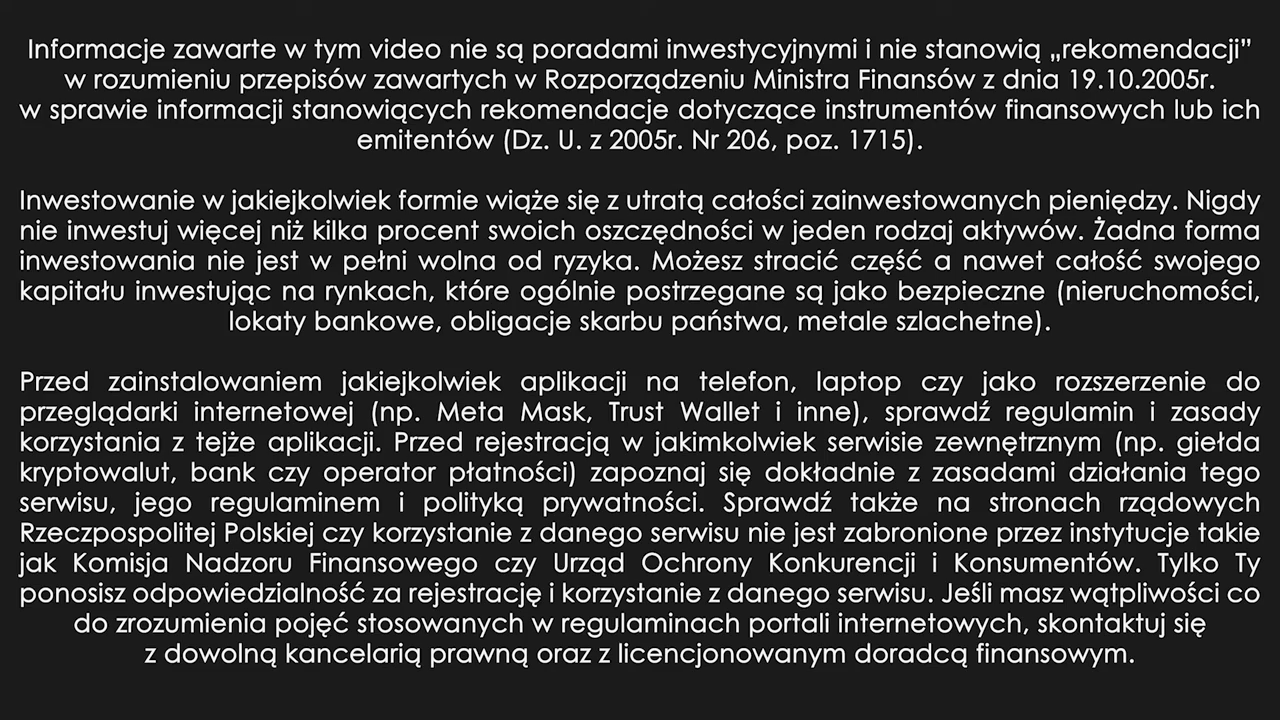 Informacje zawarte w tym video nie są poradami inwestycyjnymi i nie stanowią „rekomendacji”
w rozumieniu przepisów zawartych w Rozporządzeniu Ministra Finansów z dnia 19.10.2005r.
w sprawie informacji stanowiących rekomendacje dotyczące instrumentów finansowych lub ich
emitentów (Dz. U. z 2005r. Nr 206, poz. 1715).
Inwestowanie w jakiejkolwiek formie wiąże się z utratą całości zainwestowanych pieniędzy. Nigdy
nie inwestuj więcej niż kilka procent swoich oszczędności w jeden rodzaj aktywów. Żadna forma
inwestowania nie jest w pełni wolna od ryzyka. Możesz stracić część a nawet całość swojego
kapitału inwestując na rynkach, które ogólnie postrzegane są jako bezpieczne (nieruchomości,
lokaty bankowe, obligacje skarbu państwa, metale szlachetne).
Przed zainstalowaniem jakiejkolwiek aplikacji na telefon, laptop czy jako rozszerzenie do
przeglądarki internetowej (np. Meta Mask, Trust Wallet i inne), sprawdź regulamin i zasady
korzystania z tejże aplikacji. Przed rejestracją w jakimkolwiek serwisie zewnętrznym (np. giełda
kryptowalut, bank czy operator płatności) zapoznaj się dokładnie z zasadami działania tego
serwisu, jego regulaminem i polityką prywatności. Sprawdź także na stronach rządowych
Rzeczpospolitej Polskiej czy korzystanie z danego serwisu nie jest zabronione przez instytucje takie
jak Komisja Nadzoru Finansowego czy Urząd Ochrony Konkurencji i Konsumentów. Tylko Ty
ponosisz odpowiedzialność za rejestrację i korzystanie z danego serwisu. Jeśli masz wątpliwości co
do zrozumienia pojęć stosowanych w regulaminach portali internetowych, skontaktuj się
z dowolną kancelarią prawną oraz z licencjonowanym doradcą finansowym.